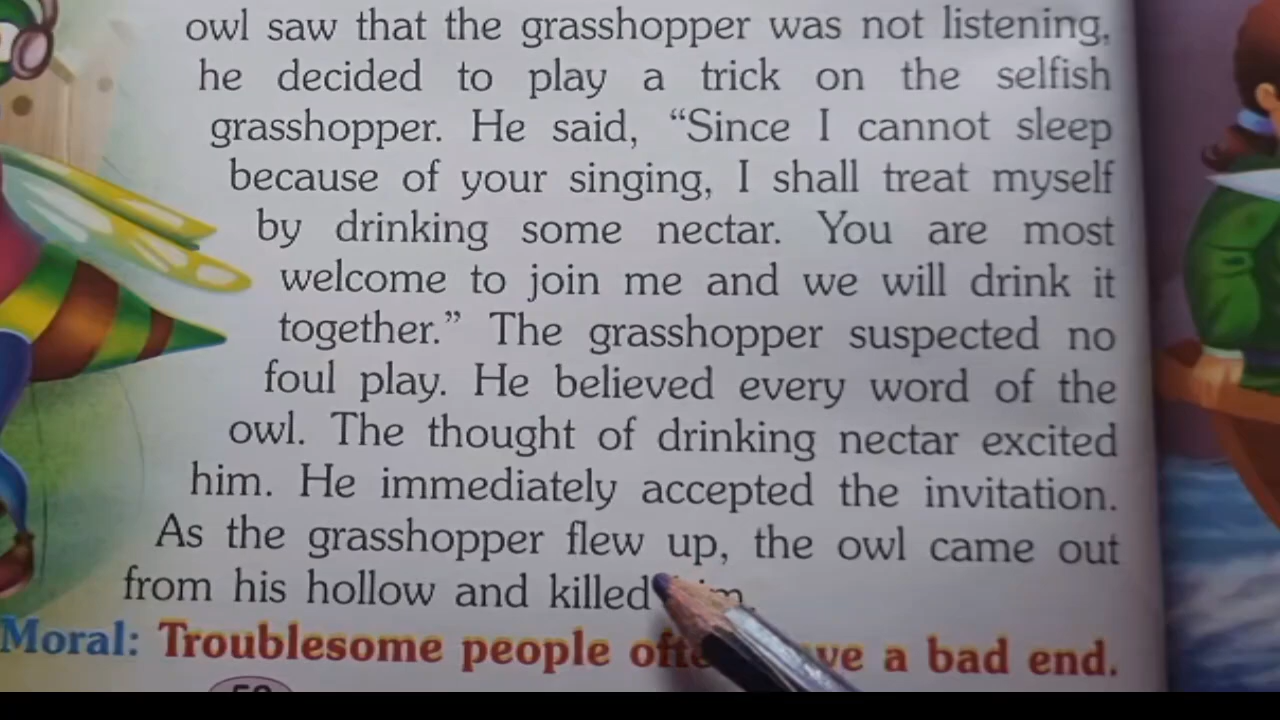 owl saw that the grasshopper was not listening,
he decided to play a trick on the selfish
grasshopper. He said, “Since I cannot sleep
because of your singing, I shall treat myself
by drinking some nectar. You are most
welcome to join me and we will drink it
together.” The grasshopper suspected no
foul play. He believed every word of the
owl. The thought of drinking nectar excited
him. He immediately accepted the invitation.
As the grasshopper flew up, the owl came out
from his hollow and killed
Moral: Troublesome people a bad end.